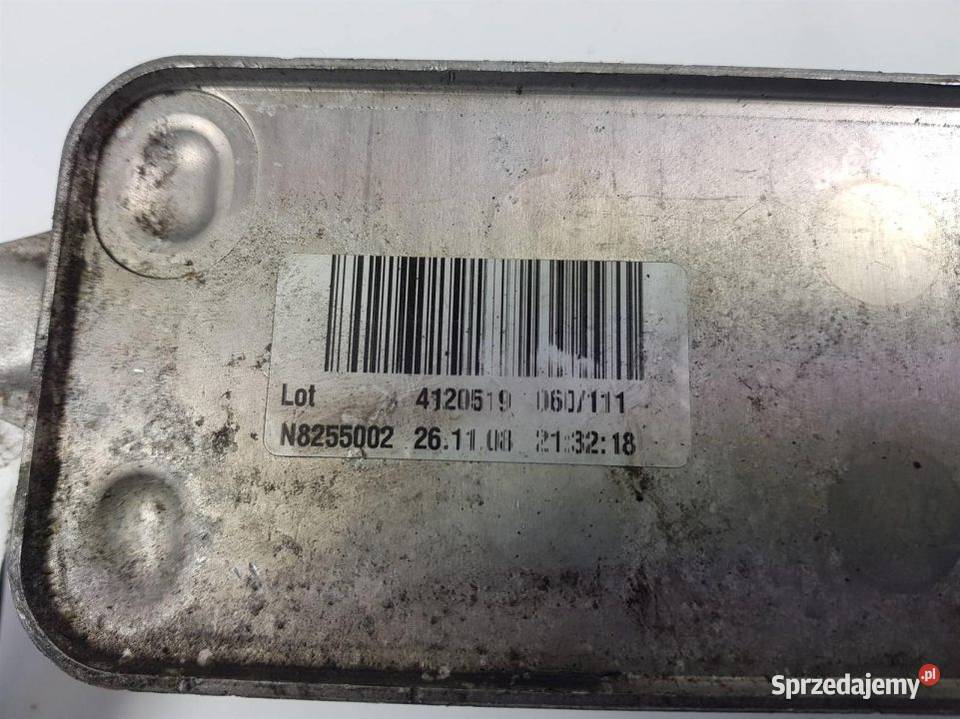 Lot 4120519 060/111
N8255002 26.11.08 21:32:18
Sprzedajemy.pl